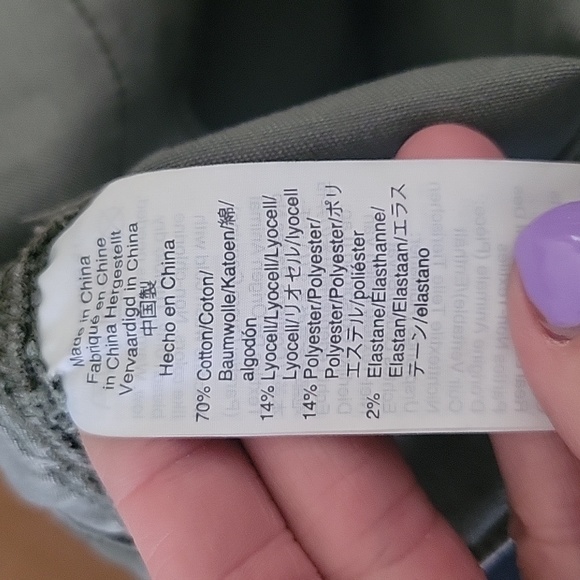 Made in China
Fabriqué en Chine
in China Hergestellt
Vervaardigd in China
中国製
Hecho en China
70% Cotton/Coton/
Baumwolle/Katoen/綿/
algodón
14% Lyocell/Lyocell/Lyocell/
Lyocell/リオセル/lyocell
14% Polyester/Polyester/
Polyester/Polyester/ポリ
エステル/poliéster
2% Elastane/Elasthanne/
Elastan/Elastaan/エラス
テーン/elastano